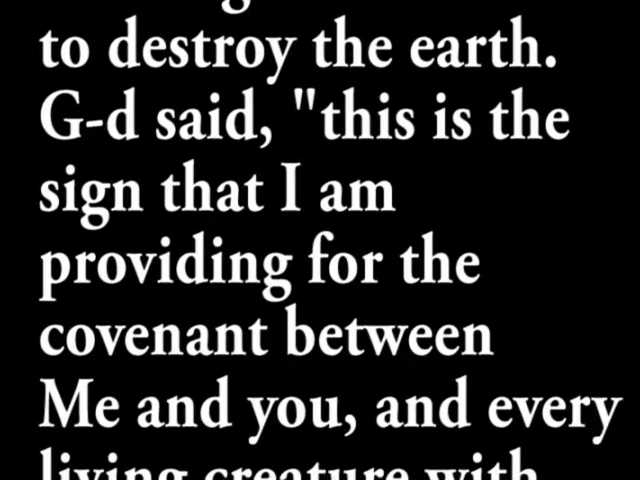 to destroy the earth.
G-d said, "this is the
sign that I am
providing for the
covenant between
Me and you, and every
living creature with